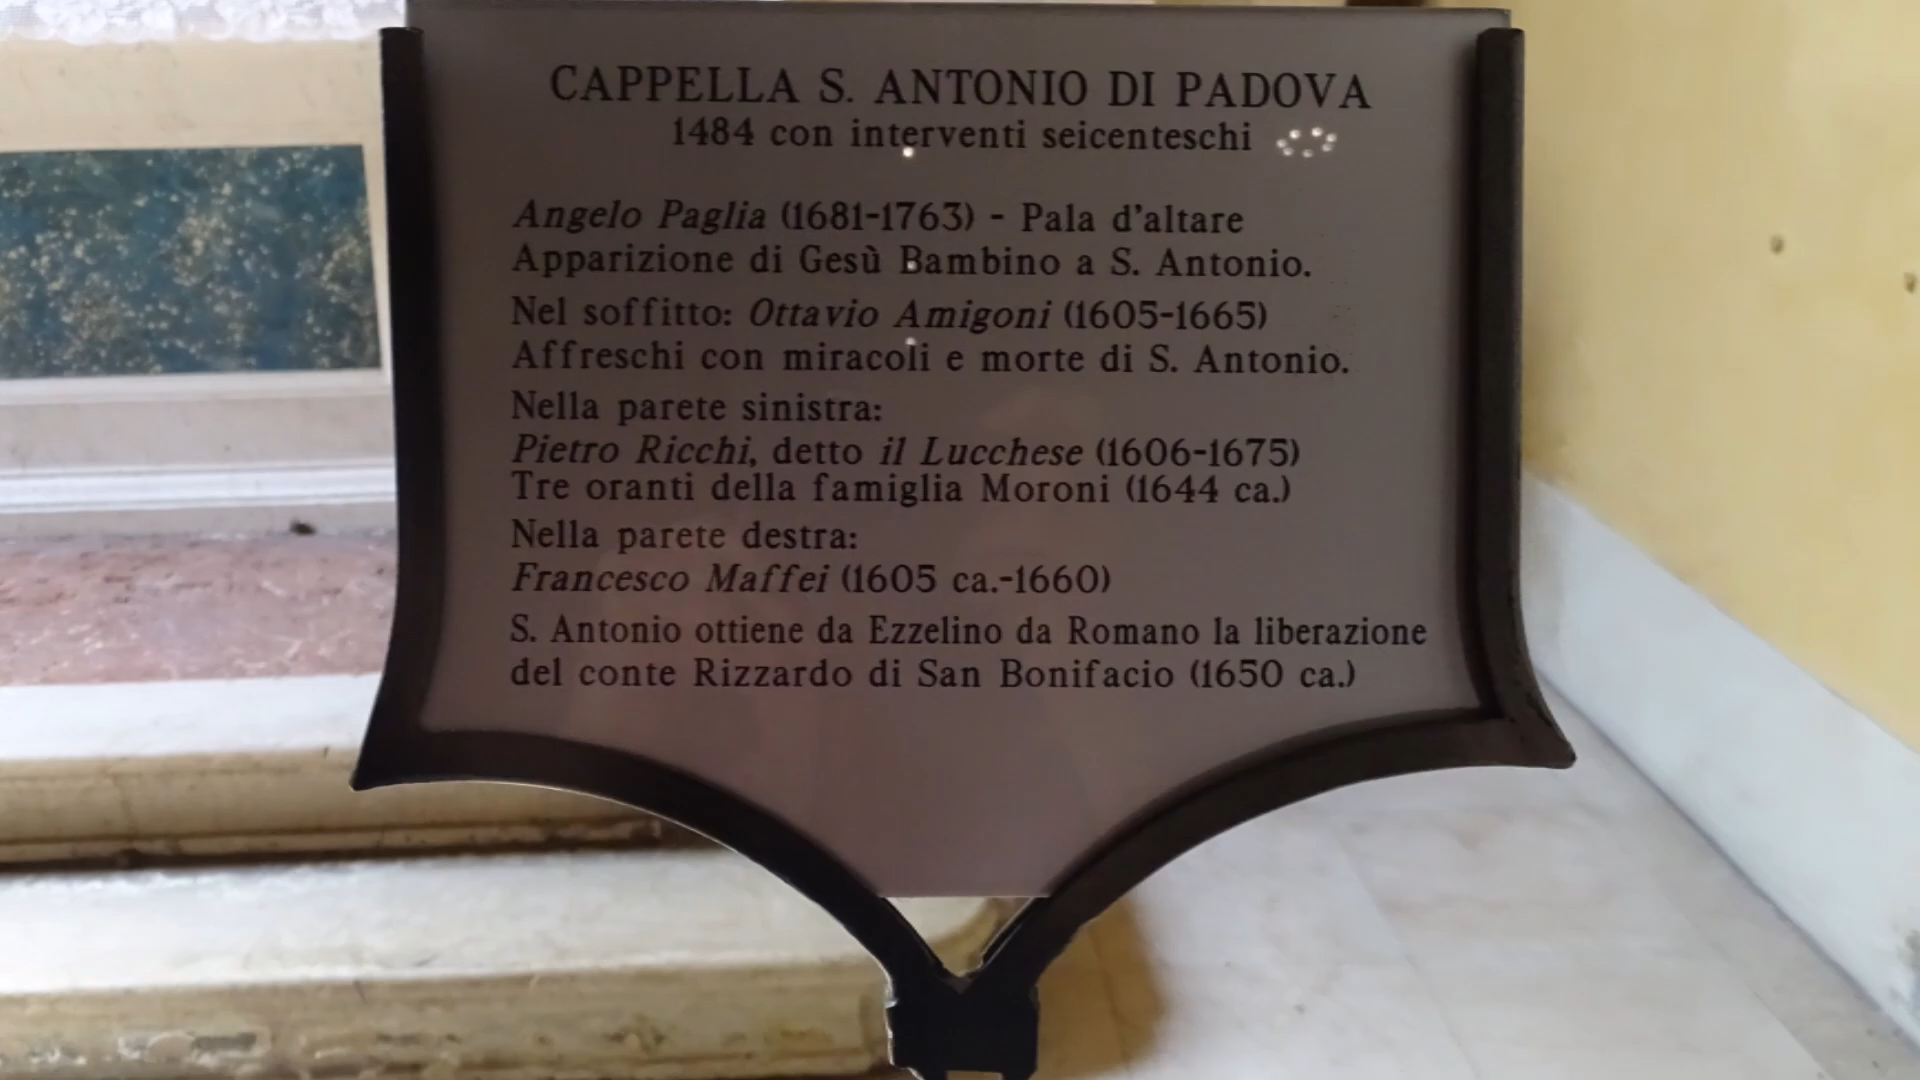 CAPPELLA S. ANTONIO DI PADOVA
1484 con interventi seicenteschi
Angelo Paglia (1681-1763) - Pala d'altare
Apparizione di Gesù Bambino a S. Antonio.
Nel soffitto: Ottavio Amigoni (1605-1665)
Affreschi con miracoli e morte di S. Antonio.
Nella parete sinistra:
Pietro Ricchi, detto il Lucchese (1606-1675)
Tre oranti della famiglia Moroni (1644 ca.)
Nella parete destra:
Francesco Maffei (1605 ca.-1660)
S. Antonio ottiene da Ezzelino da Romano la liberazione
del conte Rizzardo di San Bonifacio (1650 ca.)